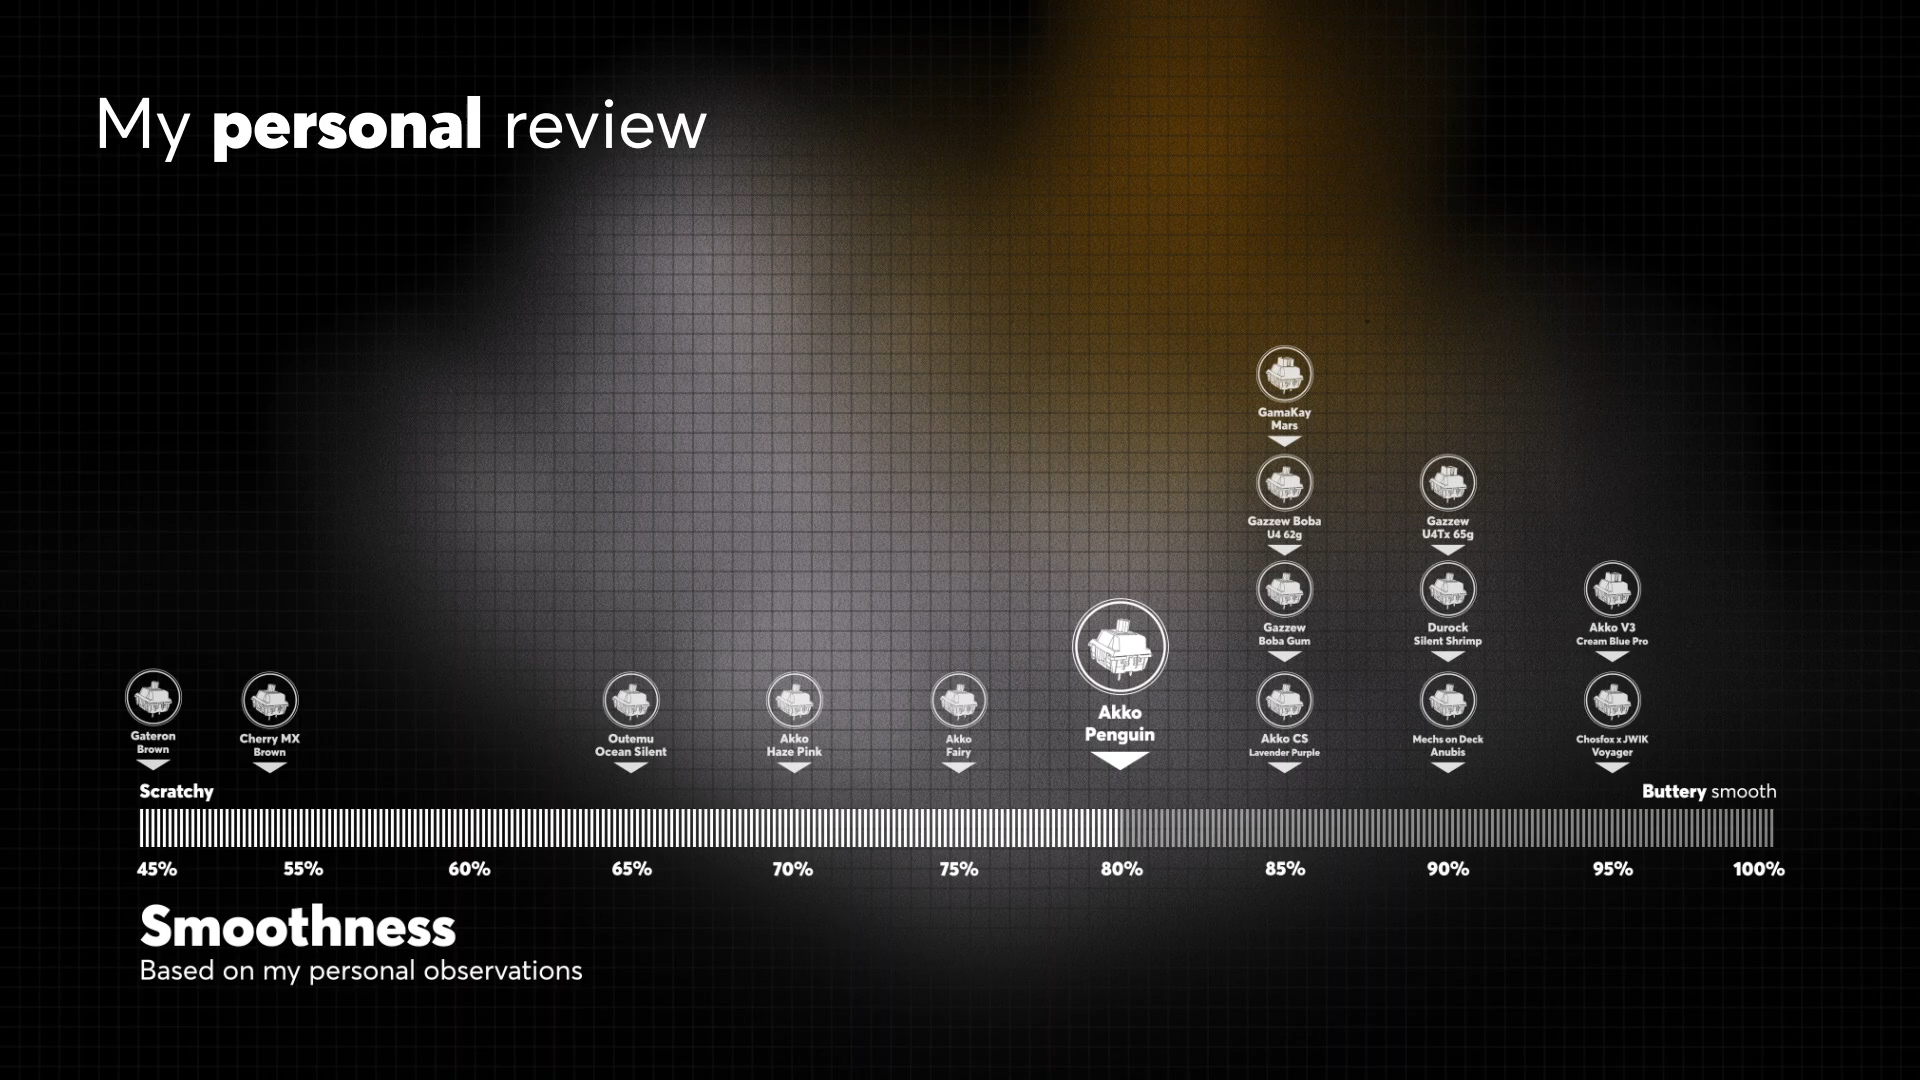 My personal review
GamaKay
Mars
Gazzew Boba
U4 62g
Gazzew
U4Tx 65g
Gazzew
Boba Gum
Durock
Silent Shrimp
Akko V3
Cream Blue Pro
Gateron
Brown
Cherry MX
Brown
Outemu
Ocean Silent
Akko
Haze Pink
Akko
Fairy
Akko
Penguin
Akko CS
Lavender Purple
Mechs on Deck
Anubis
Chosfox x JWIK
Voyager
Scratchy
Buttery smooth
45% 55% 60% 65% 70% 75% 80% 85% 90% 95% 100%
Smoothness
Based on my personal observations